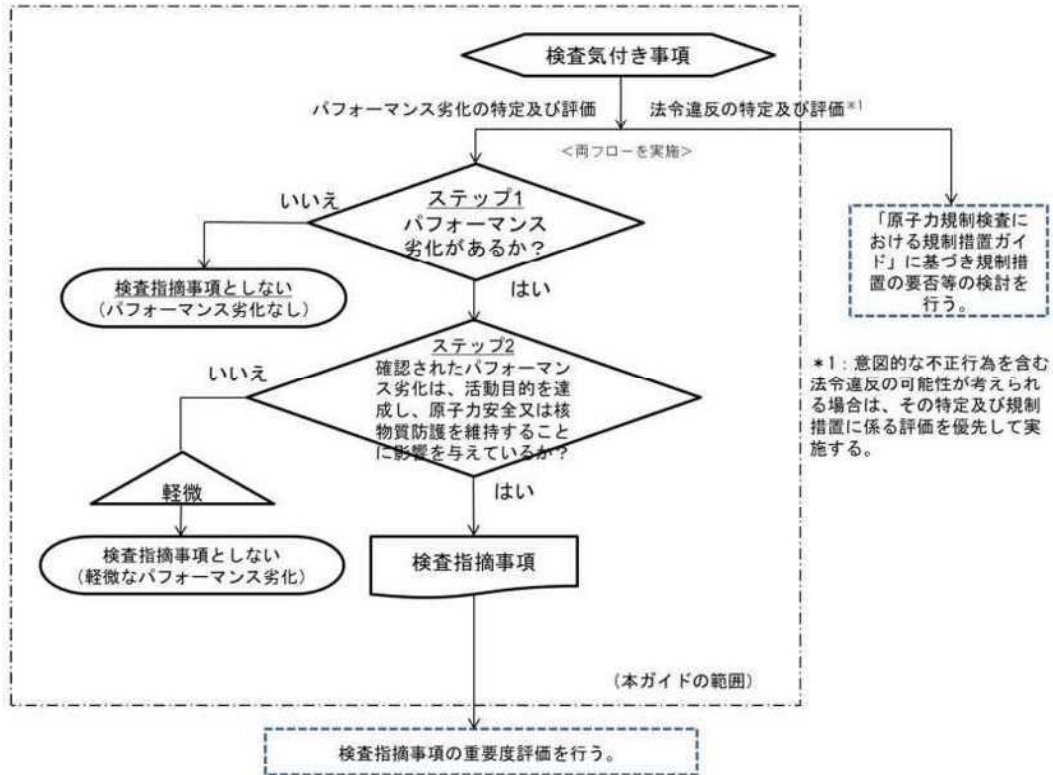 検査気付き事項
パフォーマンス劣化の特定及び評価
法令違反の特定及び評価*1
<両フローを実施>
いいえ
ステップ1
パフォーマンス
劣化があるか?
「原子力規制検査に
おける規制措置ガイ
ド」に基づき規制措
置の要否等の検討を
行う。
検査指摘事項としない
(パフォーマンス劣化なし)
はい
ステップ2
確認されたパフォーマン
ス劣化は、活動目的を達
成し、原子力安全又は核
物質防護を維持すること
に影響を与えているか?
いいえ
*1:意図的な不正行為を含む
法令違反の可能性が考えられ
る場合は、その特定及び規制
措置に係る評価を優先して実
施する。
軽微
はい
検査指摘事項としない
(軽微なパフォーマンス劣化)
検査指摘事項
(本ガイドの範囲)
検査指摘事項の重要度評価を行う。